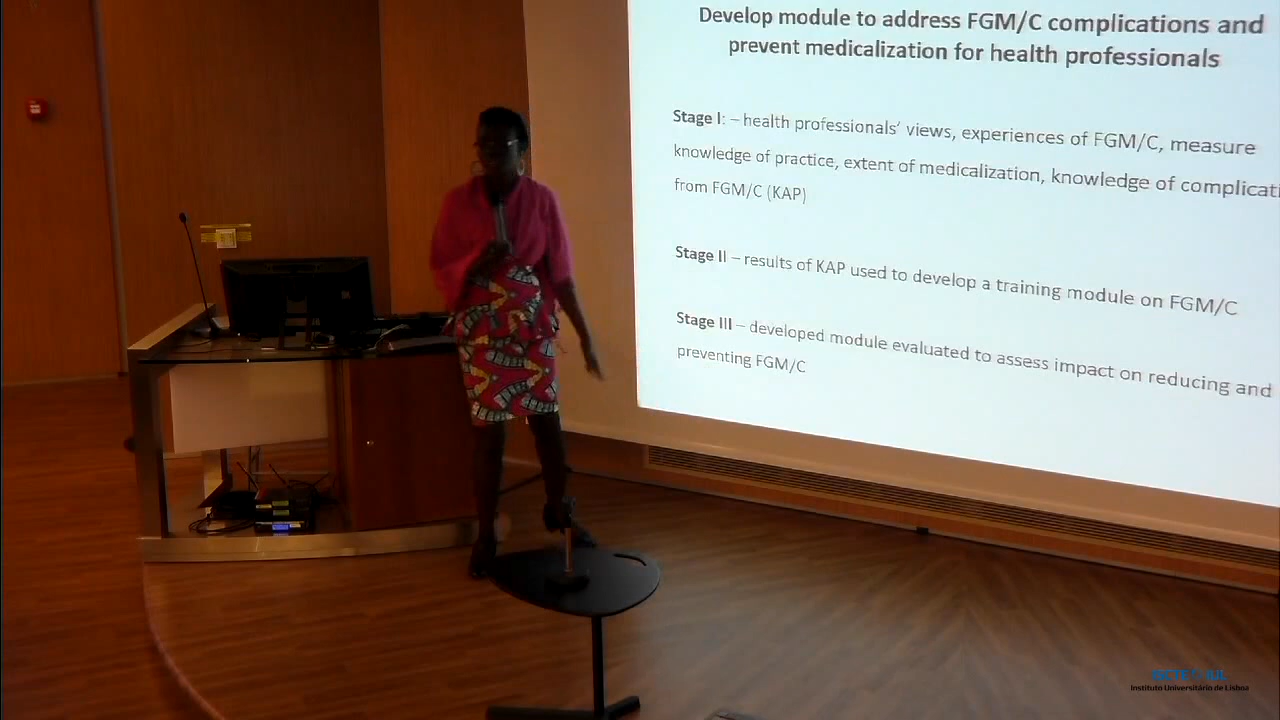 Develop module to address FGM/C complications and
prevent medicalization for health professionals
Stage I: – health professionals' views, experiences of FGM/C, measure
knowledge of practice, extent of medicalization, knowledge of complicati
from FGM/C (KAP)
Stage II – results of KAP used to develop a training module on FGM/C
Stage III – developed module evaluated to assess impact on reducing and
preventing FGM/C
Instituto Universitário de Lisboa